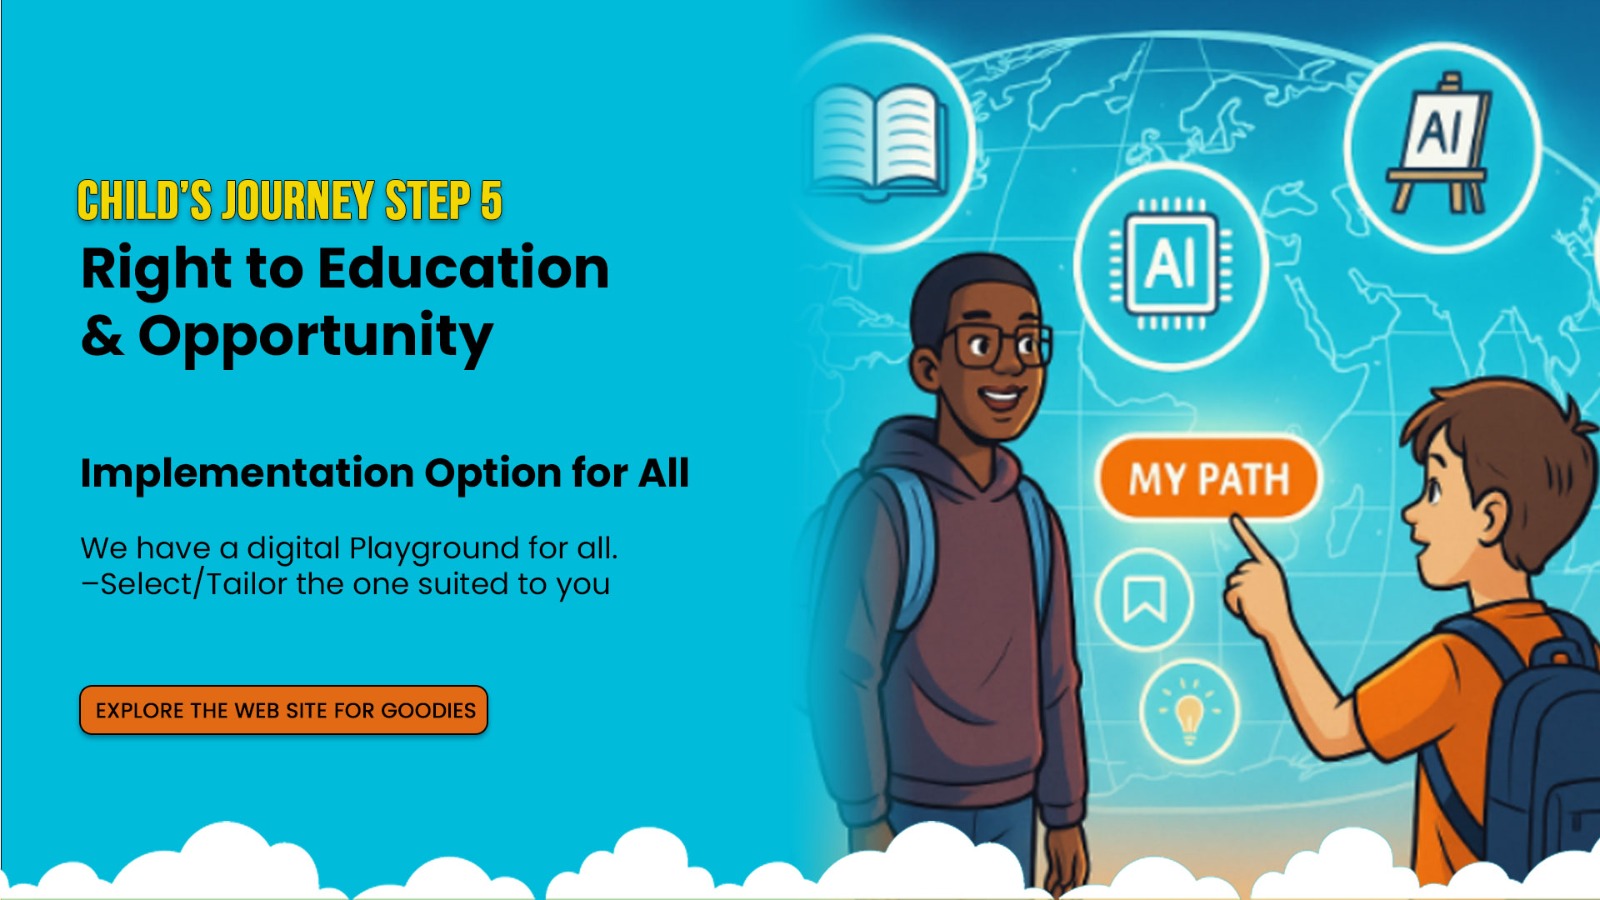 CHILD'S JOURNEY STEP 5
Right to Education
& Opportunity
Implementation Option for All
We have a digital Playground for all.
–Select/Tailor the one suited to you
EXPLORE THE WEB SITE FOR GOODIES
AI
AI
MY PATH